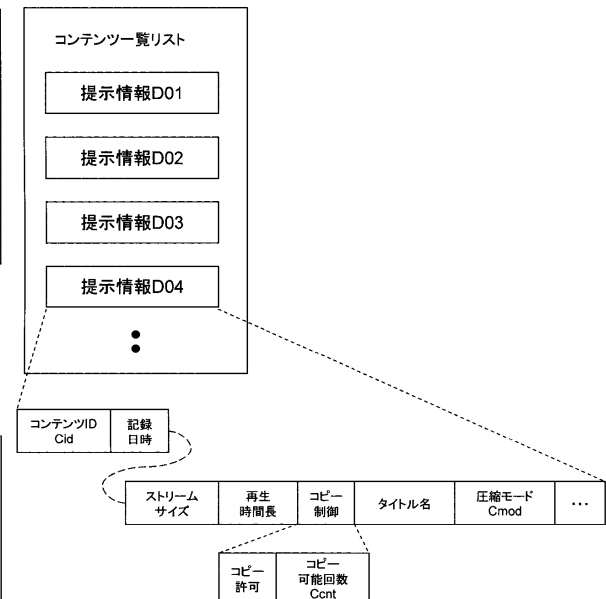 コンテンツ一覧リスト
提示情報D01
提示情報D02
提示情報D03
提示情報D04
コンテンツID
Cid
記録
日時
ストリーム
サイズ
再生
時間長
コピー
制御
タイトル名
圧縮モード
Cmod
…
コピー
許可
コピー
可能回数
Ccnt